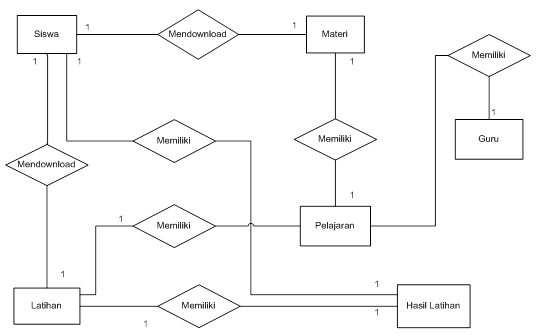 Siswa
1
Mendownload
1
Materi
Memiliki
1
1
1
1
Memiliki
Memiliki
Guru
Mendownload
1
1
Memiliki
Pelajaran
1
1
Latihan
Memiliki
Hasil Latihan
1
1